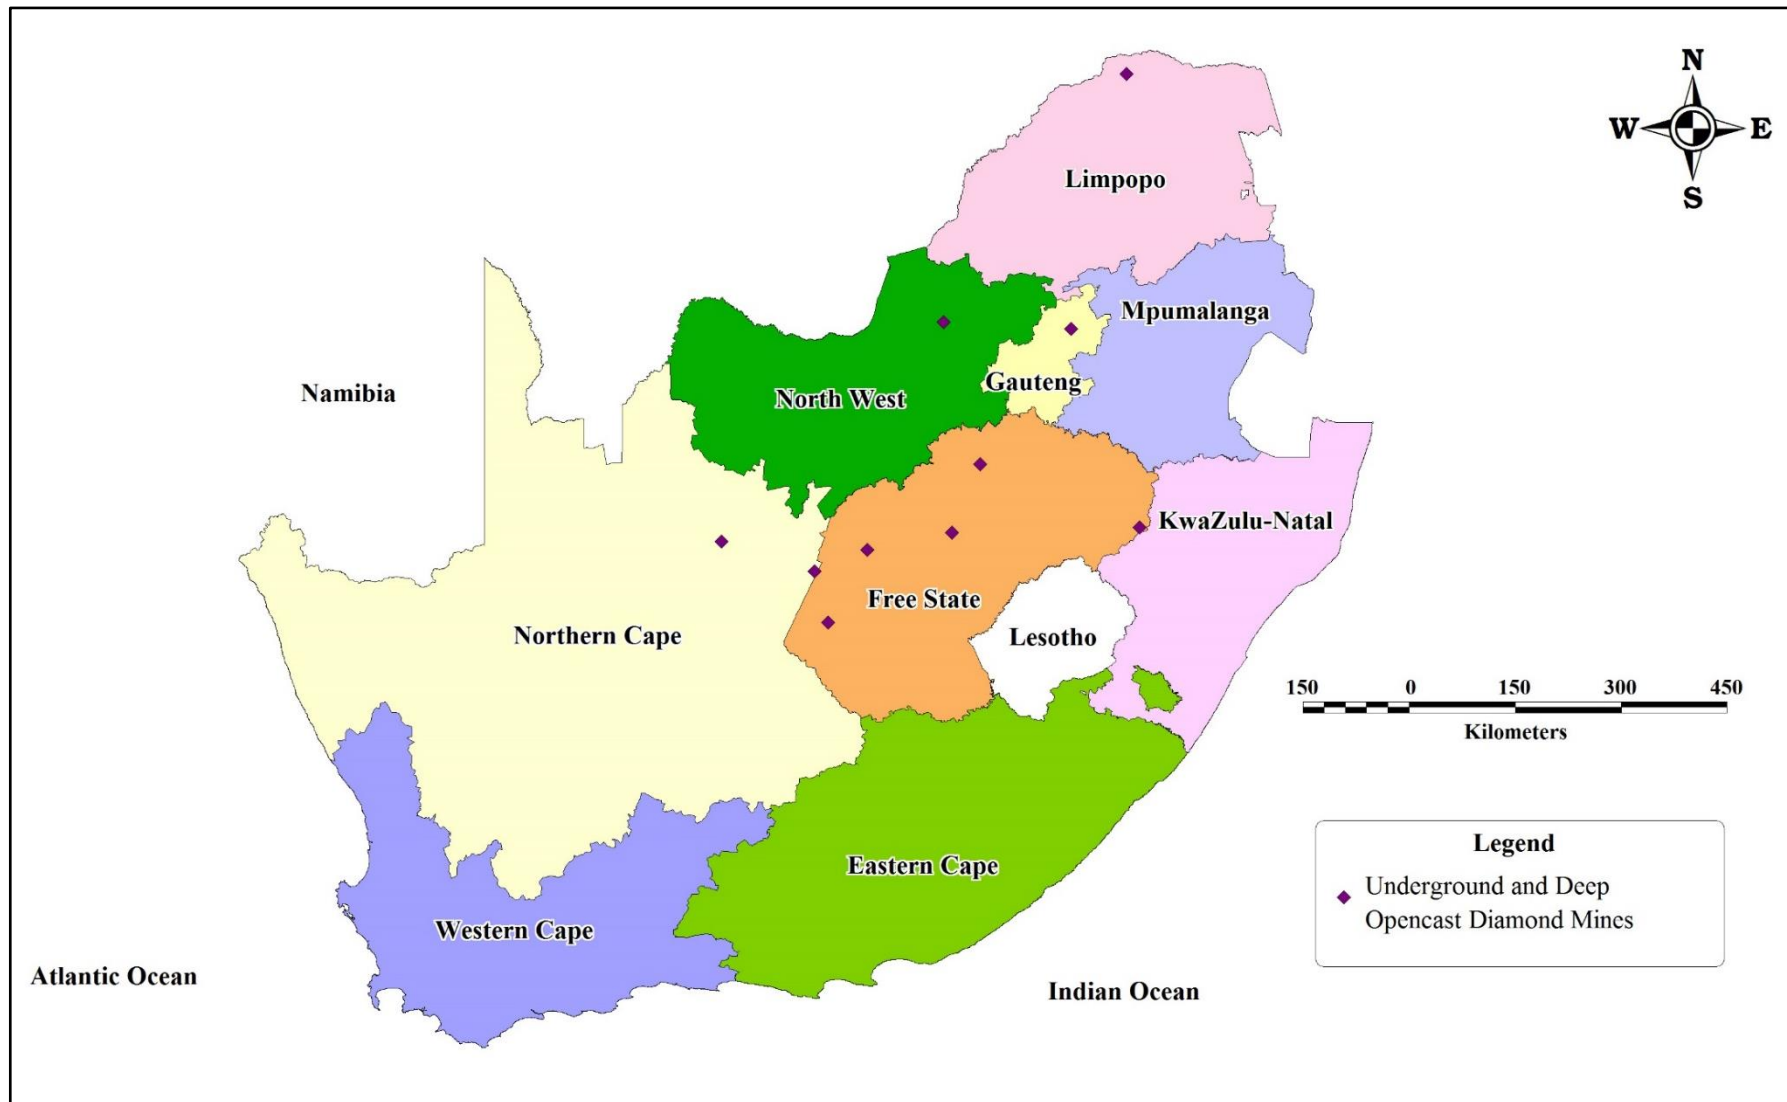 N
W
E
S
Limpopo
Mpumalanga
Gauteng
Namibia
North West
KwaZulu-Natal
Free State
Northern Cape
Lesotho
150 0 150 300 450
Kilometers
Legend
Underground and Deep
Opencast Diamond Mines
Eastern Cape
Western Cape
Atlantic Ocean
Indian Ocean